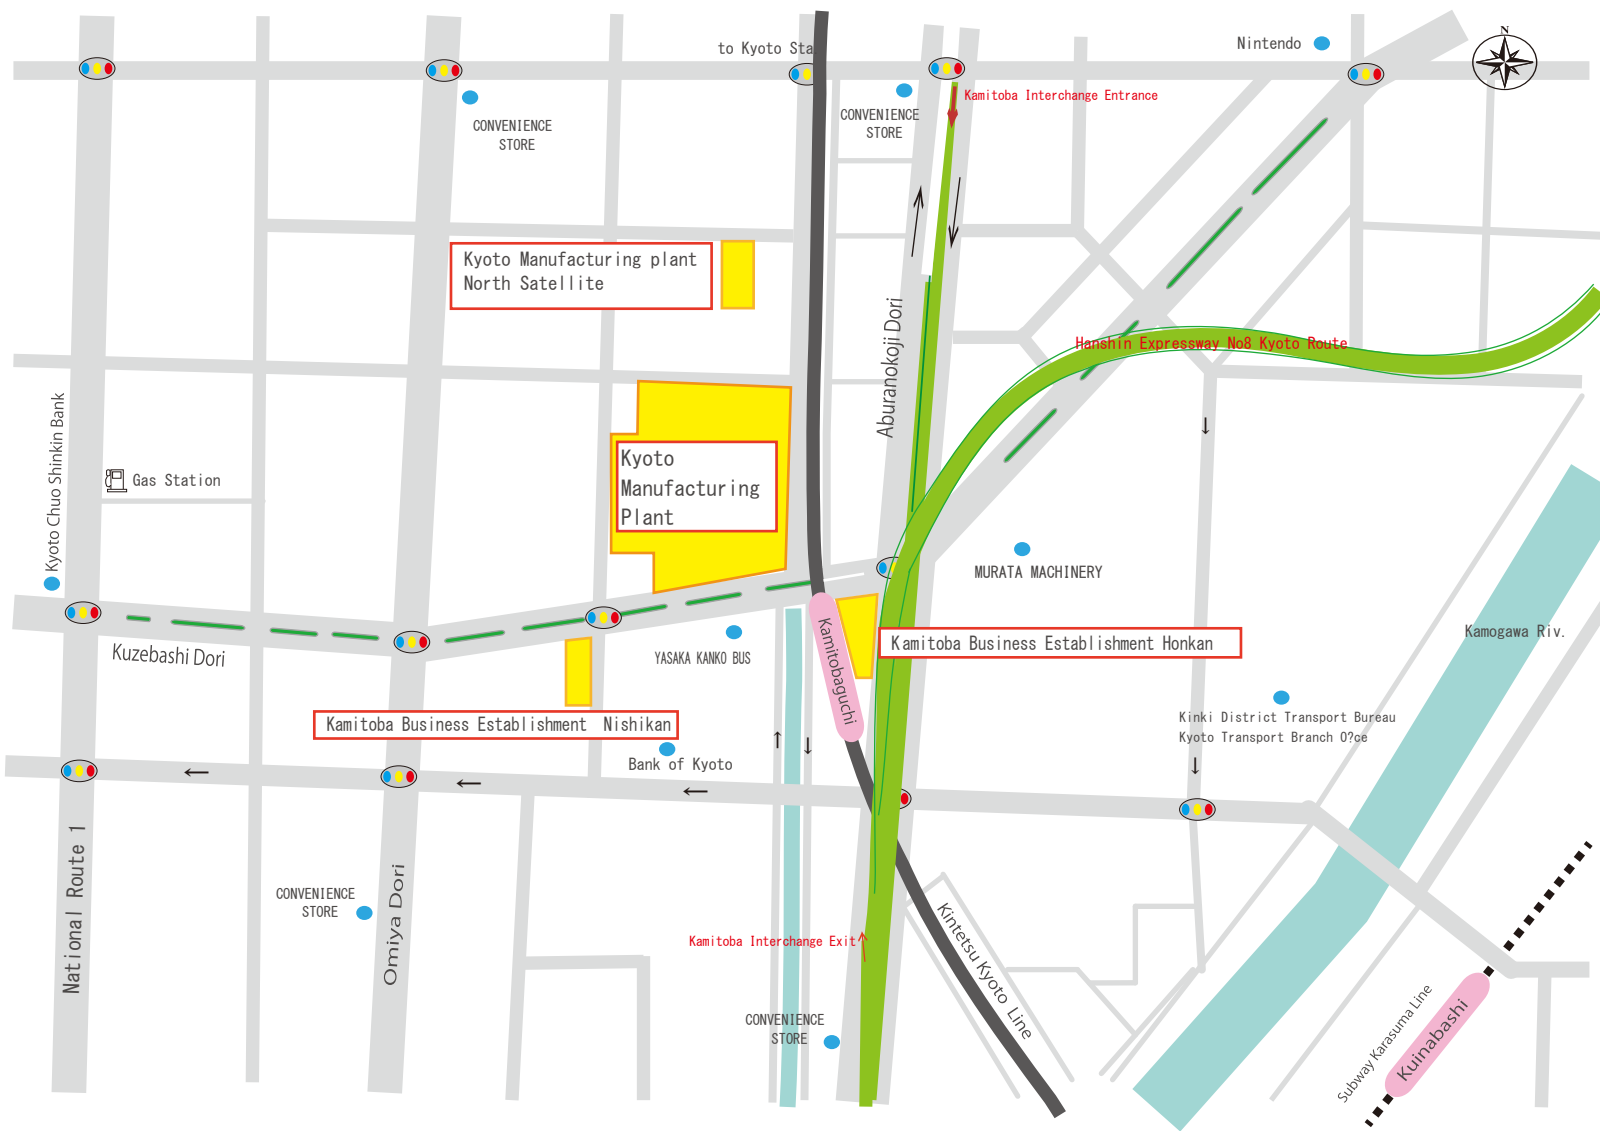 to Kyoto Sta
Nintendo
N
Kamitoba Interchange Entrance
CONVENIENCE
STORE
CONVENIENCE
STORE
Kyoto Manufacturing plant
North Satellite
Aburanokoji Dori
Hanshin Expressway No8 Kyoto Route
Kyoto Chuo Shinkin Bank
Gas Station
Kyoto
Manufacturing
Plant
MURATA MACHINERY
Kuzebashi Dori
YASAKA KANKO BUS
Kamitobaguchi
Kamitoba Business Establishment Honkan
Kamogawa Riv.
Kamitoba Business Establishment Nishikan
Bank of Kyoto
Kinki District Transport Bureau
Kyoto Transport Branch O?ce
National Route 1
Omiya Dori
CONVENIENCE
STORE
Kamitoba Interchange Exit
Kintetsu Kyoto Line
CONVENIENCE
STORE
Subway Karasuma Line
Kuinabashi